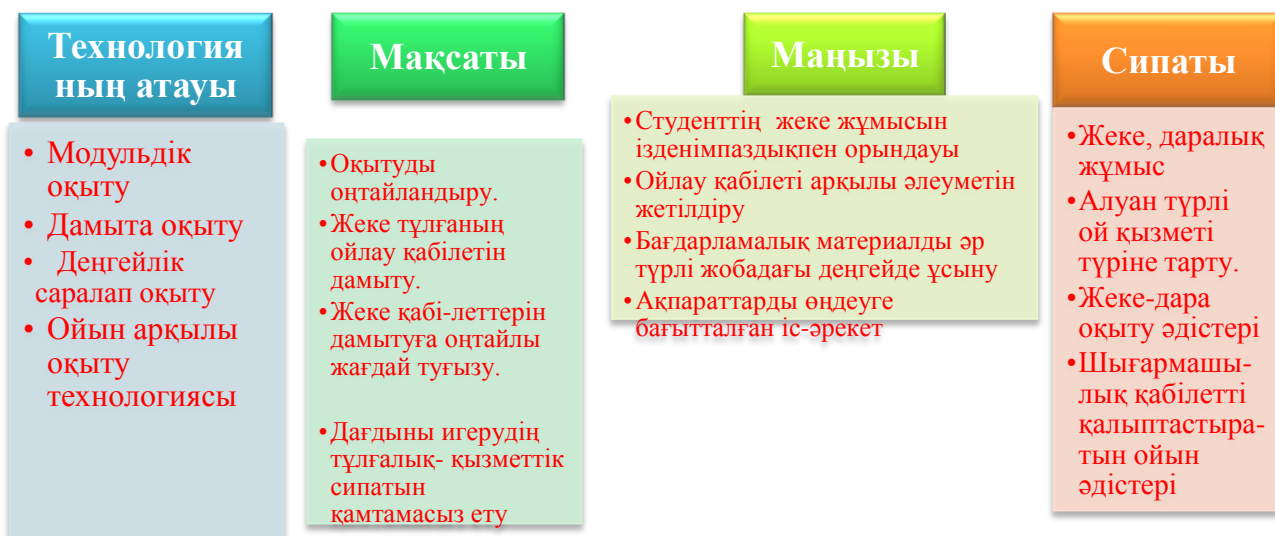 Технология
ның атауы
• Модульдік
оқыту
• Дамыта оқыту
• Деңгейлік
саралап оқыту
• Ойын арқылы
оқыту
технологиясы
Мақсаты
• Оқытуды
оңтайландыру.
• Жеке тұлғаның
ойлау қабілетін
дамыту.
• Жеке қабі-леттерін
дамытуға оңтайлы
жағдай туғызу.
• Дағдыны игерудің
тұлғалық- қызметтік
сипатын
қамтамасыз ету
Маңызы
• Студенттің жеке жұмысын
ізденімпаздықпен орындауы
• Ойлау қабілеті арқылы әлеуметін
жетілдіру
• Бағдарламалық материалды әр
түрлі жобадағы деңгейде ұсыну
• Ақпараттарды өңдеуге
бағытталған іс-әрекет
Сипаты
• Жеке, даралық
жұмыс
• Алуан түрлі
ой қызметі
түріне тарту.
• Жеке-дара
оқыту әдістері
• Шығармашы-
лық қабілетті
қалыптастыра-
тын ойын
әдістері